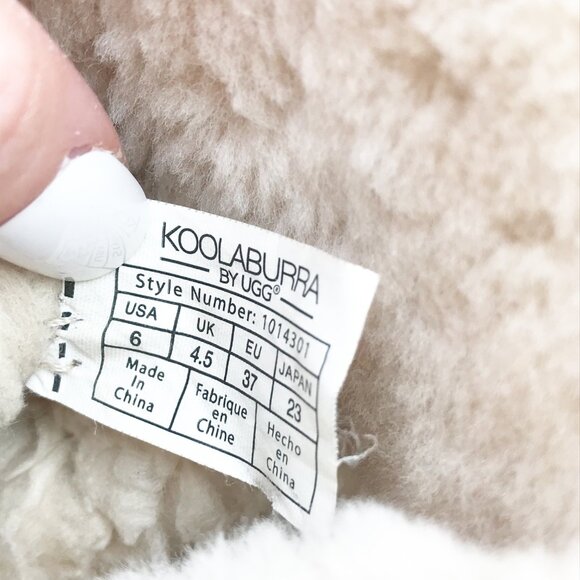 KOOLABURRA
BY UGG®
Style Number: 1014301
USA UK EU JAPAN
6 4.5 37 23
Made In China
Fabrique en Chine
Hecho en China